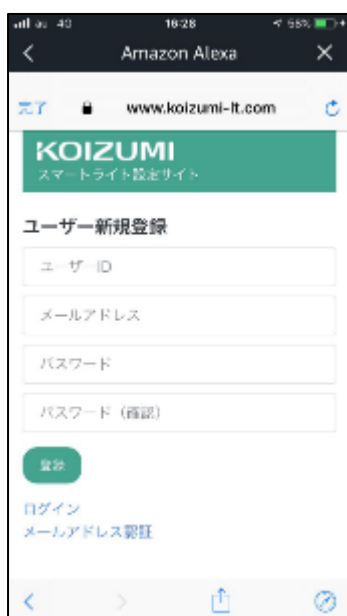 au 4G 16:28 58%
Amazon Alexa
完了 www.koizumi-lt.com
KOIZUMI
スマートライト設定サイト
ユーザー新規登録
ユーザーID
メールアドレス
パスワード
パスワード（確認）
登録
ログイン
メールアドレス認証